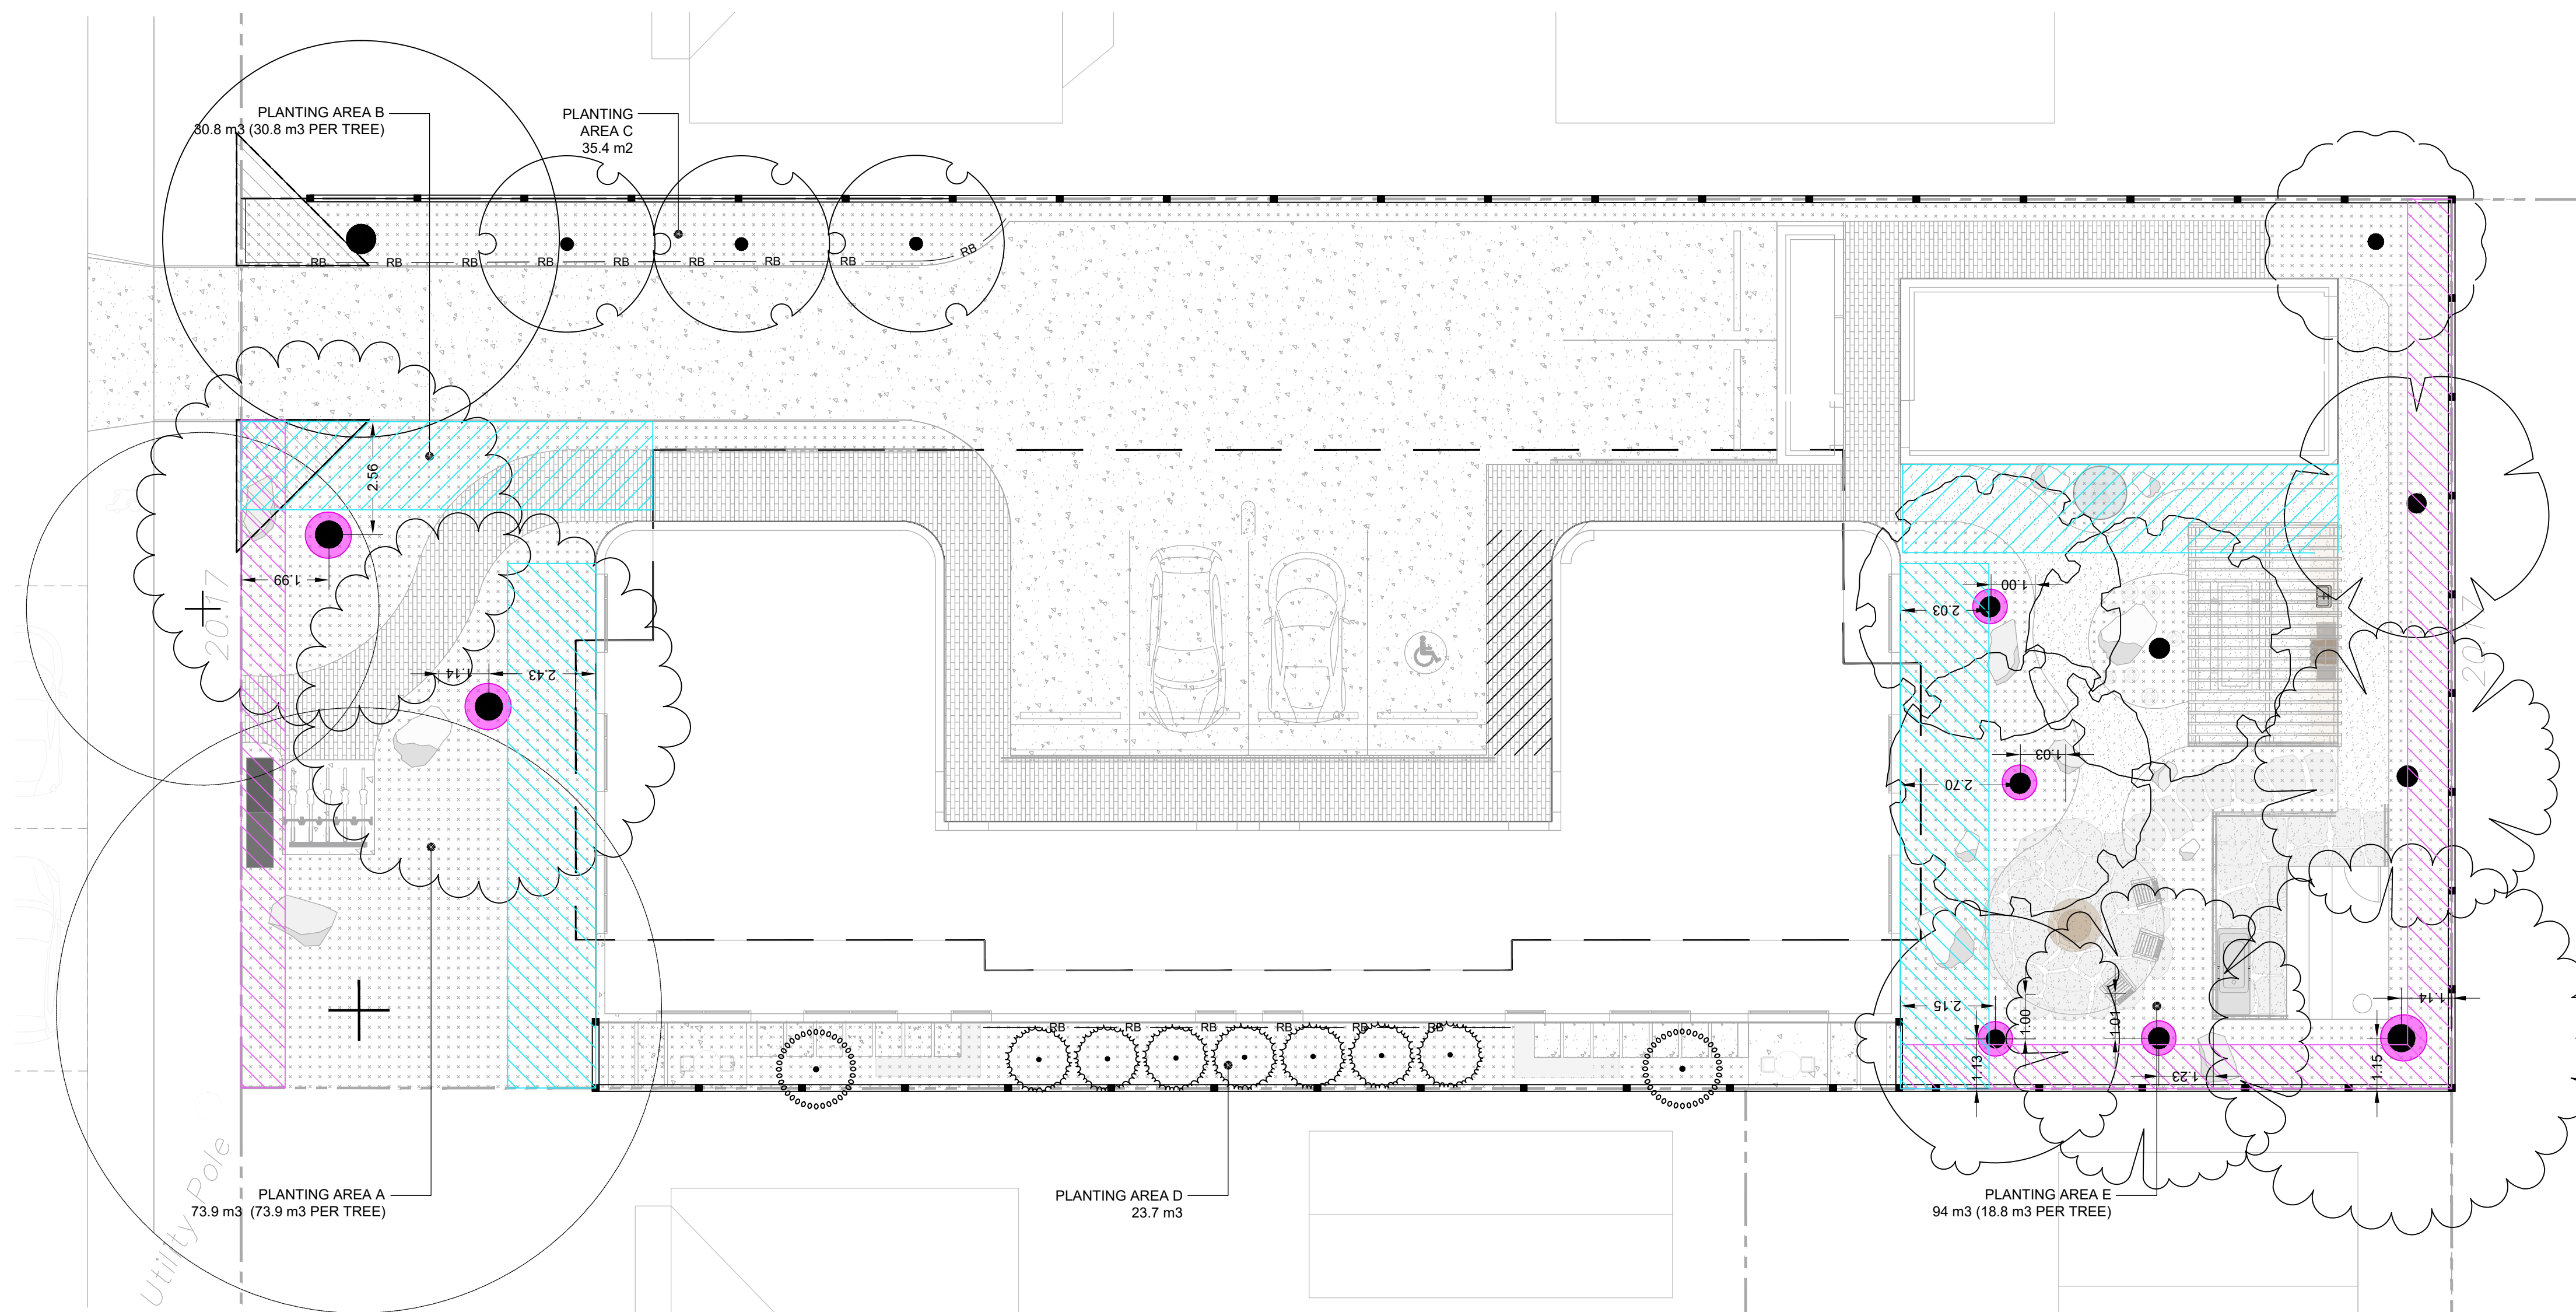 PLANTING AREA B
30.8 m3 (30.8 m3 PER TREE)
PLANTING
AREA C
35.4 m2
RB
RB
RB
RB
RB
RB
RB
RB
RB
2.56
1.99
2017
1.14
2.43
1.00
2.03
1.03
2.70
2.15
1.00
1.01
1.14
1.13
1.23
1.15
RB
RB
RB
RB
RB
RB
PLANTING AREA A
73.9 m3 (73.9 m3 PER TREE)
PLANTING AREA D
23.7 m3
PLANTING AREA E
94 m3 (18.8 m3 PER TREE)
Utility Pole